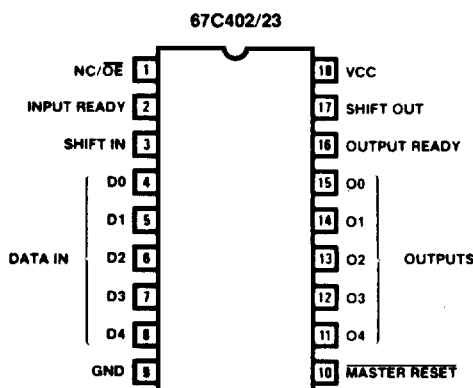 67C402/23
NC/OE 1 18 VCC
INPUT READY 2 17 SHIFT OUT
SHIFT IN 3 16 OUTPUT READY
D0 4 15 O0
D1 5 14 O1
DATA IN D2 6 13 O2 OUTPUTS
D3 7 12 O3
D4 8 11 O4
GND 9 10 MASTER RESET